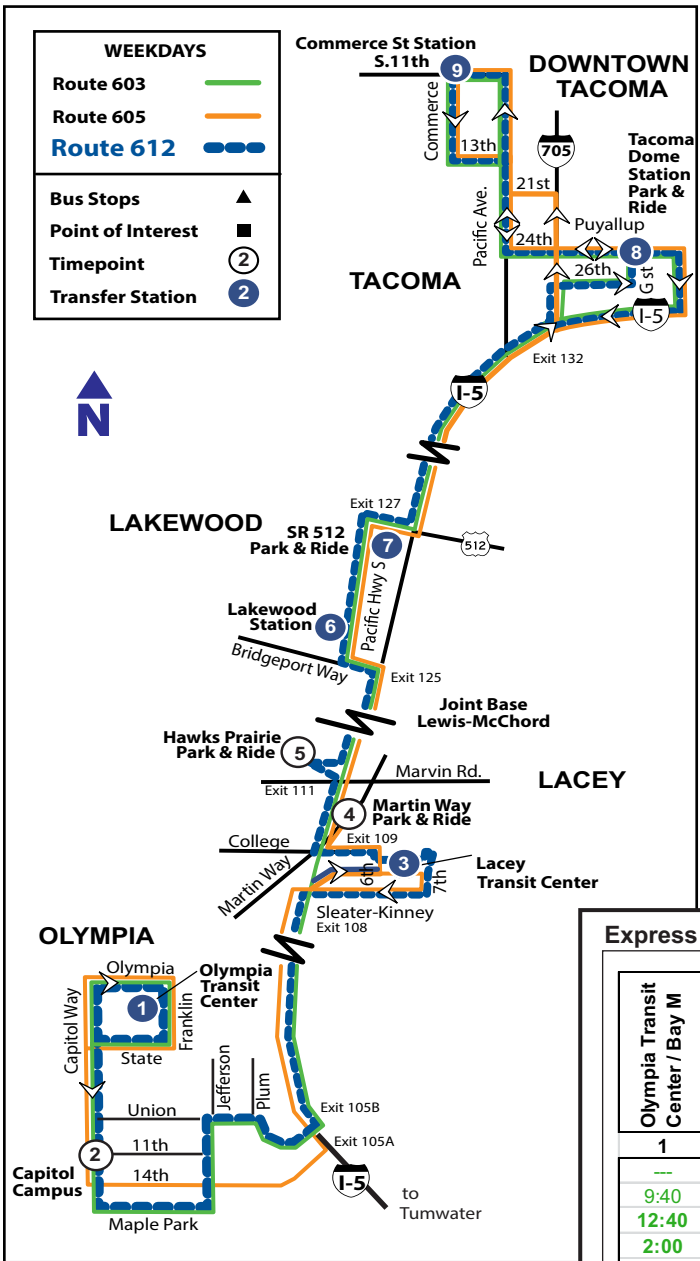 WEEKDAYS
Route 603
Route 605
Route 612
Bus Stops
Point of Interest
Timepoint
2
Transfer Station
2
Commerce St Station
S.11th
9
DOWNTOWN
TACOMA
Commerce
13th
705
Tacoma
Dome
Station
Park &
Ride
21st
Pacific Ave.
Puyallup
24th
8
26th
G st
TACOMA
I-5
Exit 132
I-5
N
Exit 127
LAKEWOOD
SR 512
Park & Ride
7
512
Pacific Hwy S
Lakewood
Station
6
Bridgeport Way
Exit 125
Joint Base
Lewis-McChord
Hawks Prairie
Park & Ride
5
Marvin Rd.
Exit 111
LACEY
4
Martin Way
Park & Ride
Exit 109
College
Martin Way
3
6th
7th
Lacey
Transit Center
Sleater-Kinney
Exit 108
OLYMPIA
Olympia
Olympia
Transit
Center
1
Capitol Way
Franklin
State
Jefferson
Plum
Union
Exit 105B
11th
Exit 105A
2
14th
Capitol
Campus
I-5
to
Tumwater
Maple Park
Express
Olympia Transit
Center / Bay M
1
---
9:40
12:40
2:00